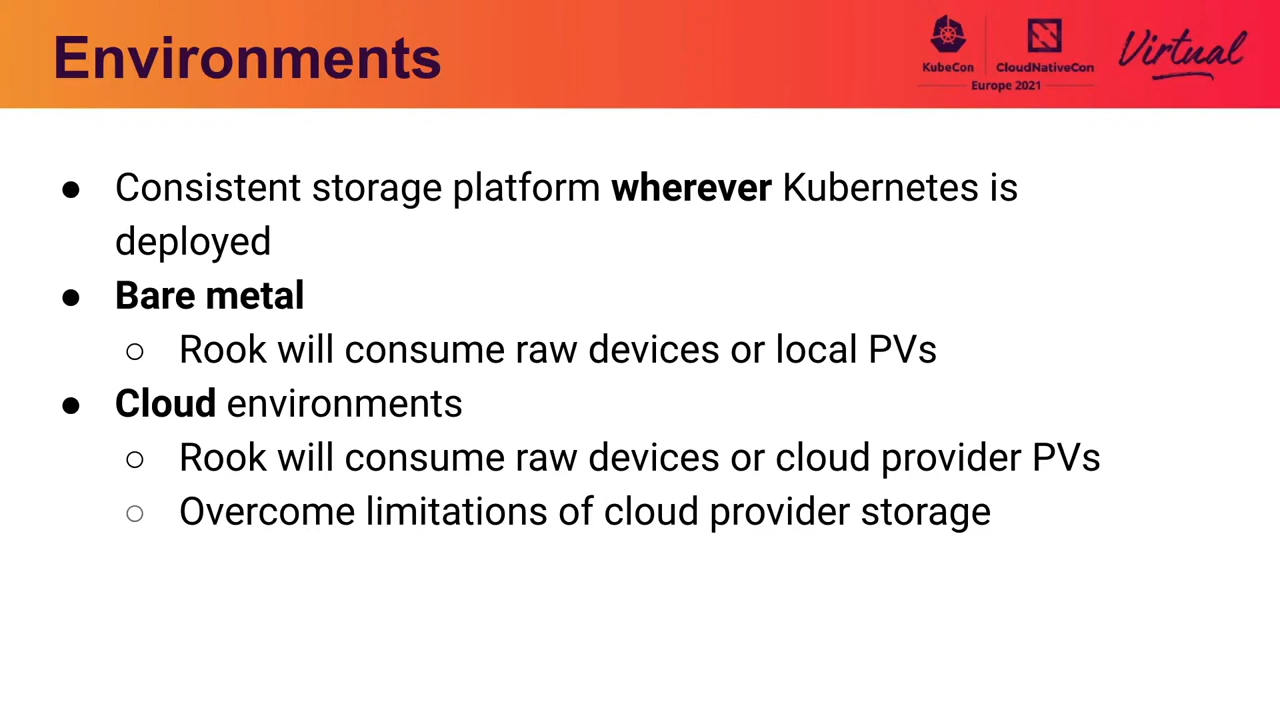 Environments
KubeCon
CloudNativeCon
Europe 2021
Virtual
● Consistent storage platform wherever Kubernetes is
deployed
● Bare metal
○ Rook will consume raw devices or local PVs
● Cloud environments
○ Rook will consume raw devices or cloud provider PVs
○ Overcome limitations of cloud provider storage